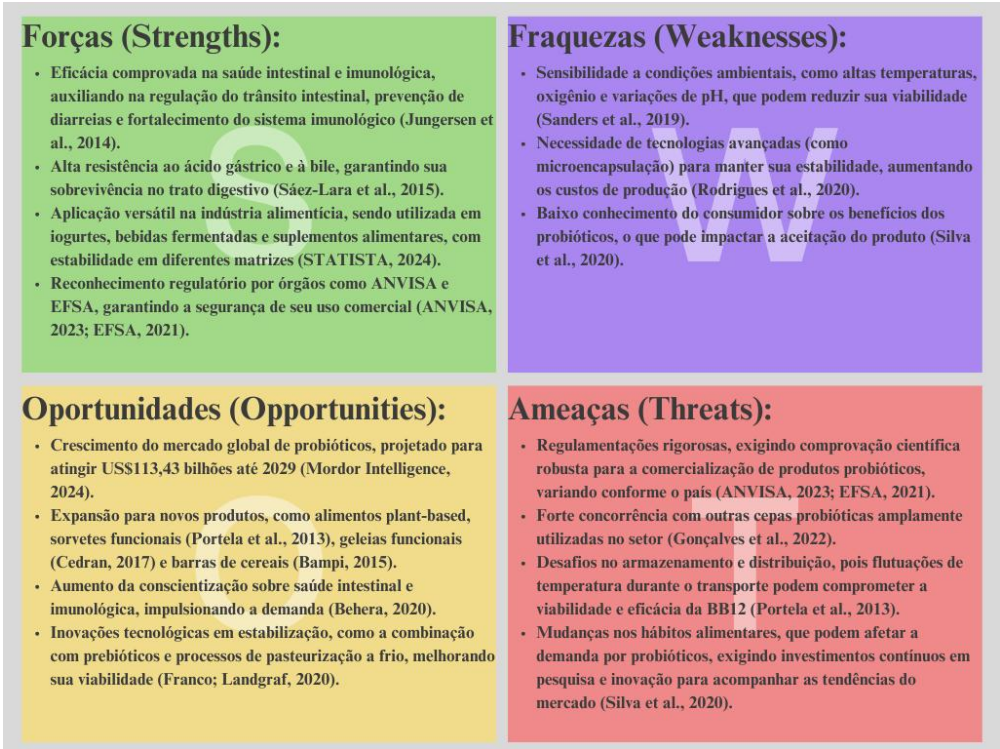 Forças (Strengths):
• Eficácia comprovada na saúde intestinal e imunológica,
auxiliando na regulação do trânsito intestinal, prevenção de
diarreias e fortalecimento do sistema imunológico (Jungersen et
al., 2014).
• Alta resistência ao ácido gástrico e à bile, garantindo sua
sobrevivência no trato digestivo (Sáez-Lara et al., 2015).
• Aplicação versátil na indústria alimentícia, sendo utilizada em
iogurtes, bebidas fermentadas e suplementos alimentares, com
estabilidade em diferentes matrizes (STATISTA, 2024).
• Reconhecimento regulatório por órgãos como ANVISA e
EFSA, garantindo a segurança de seu uso comercial (ANVISA,
2023; EFSA, 2021).
S
Fraquezas (Weaknesses):
• Sensibilidade a condições ambientais, como altas temperaturas,
oxigênio e variações de pH, que podem reduzir sua viabilidade
(Sanders et al., 2019).
• Necessidade de tecnologias avançadas (como
microencapsulação) para manter sua estabilidade, aumentando
os custos de produção (Rodrigues et al., 2020).
• Baixo conhecimento do consumidor sobre os benefícios dos
probióticos, o que pode impactar a aceitação do produto (Silva
et al., 2020).
W
Oportunidades (Opportunities):
• Crescimento do mercado global de probióticos, projetado para
atingir US$113,43 bilhões até 2029 (Mordor Intelligence,
2024).
• Expansão para novos produtos, como alimentos plant-based,
sorvetes funcionais (Portela et al., 2013), geleias funcionais
(Cedran, 2017) e barras de cereais (Bampi, 2015).
• Aumento da conscientização sobre saúde intestinal e
imunológica, impulsionando a demanda (Behera, 2020).
• Inovações tecnológicas em estabilização, como a combinação
com prebióticos e processos de pasteurização a frio, melhorando
sua viabilidade (Franco; Landgraf, 2020).
O
Ameaças (Threats):
• Regulamentações rigorosas, exigindo comprovação científica
robusta para a comercialização de produtos probióticos,
variando conforme o país (ANVISA, 2023; EFSA, 2021).
• Forte concorrência com outras cepas probióticas amplamente
utilizadas no setor (Gonçalves et al., 2022).
• Desafios no armazenamento e distribuição, pois flutuações de
temperatura durante o transporte podem comprometer a
viabilidade e eficácia da BB12 (Portela et al., 2013).
• Mudanças nos hábitos alimentares, que podem afetar a
demanda por probióticos, exigindo investimentos contínuos em
pesquisa e inovação para acompanhar as tendências do
mercado (Silva et al., 2020).
T